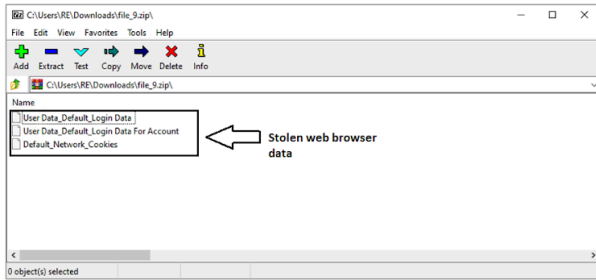 C:\Users\RE\Downloads\file_9.zip\
File Edit View Favorites Tools Help
Add Extract Test Copy Move Delete Info
C:\Users\RE\Downloads\file_9.zip\
Name
User Data_Default_Login Data
User Data_Default_Login Data For Account
Default_Network_Cookies
Stolen web browser
data
0 object(s) selected